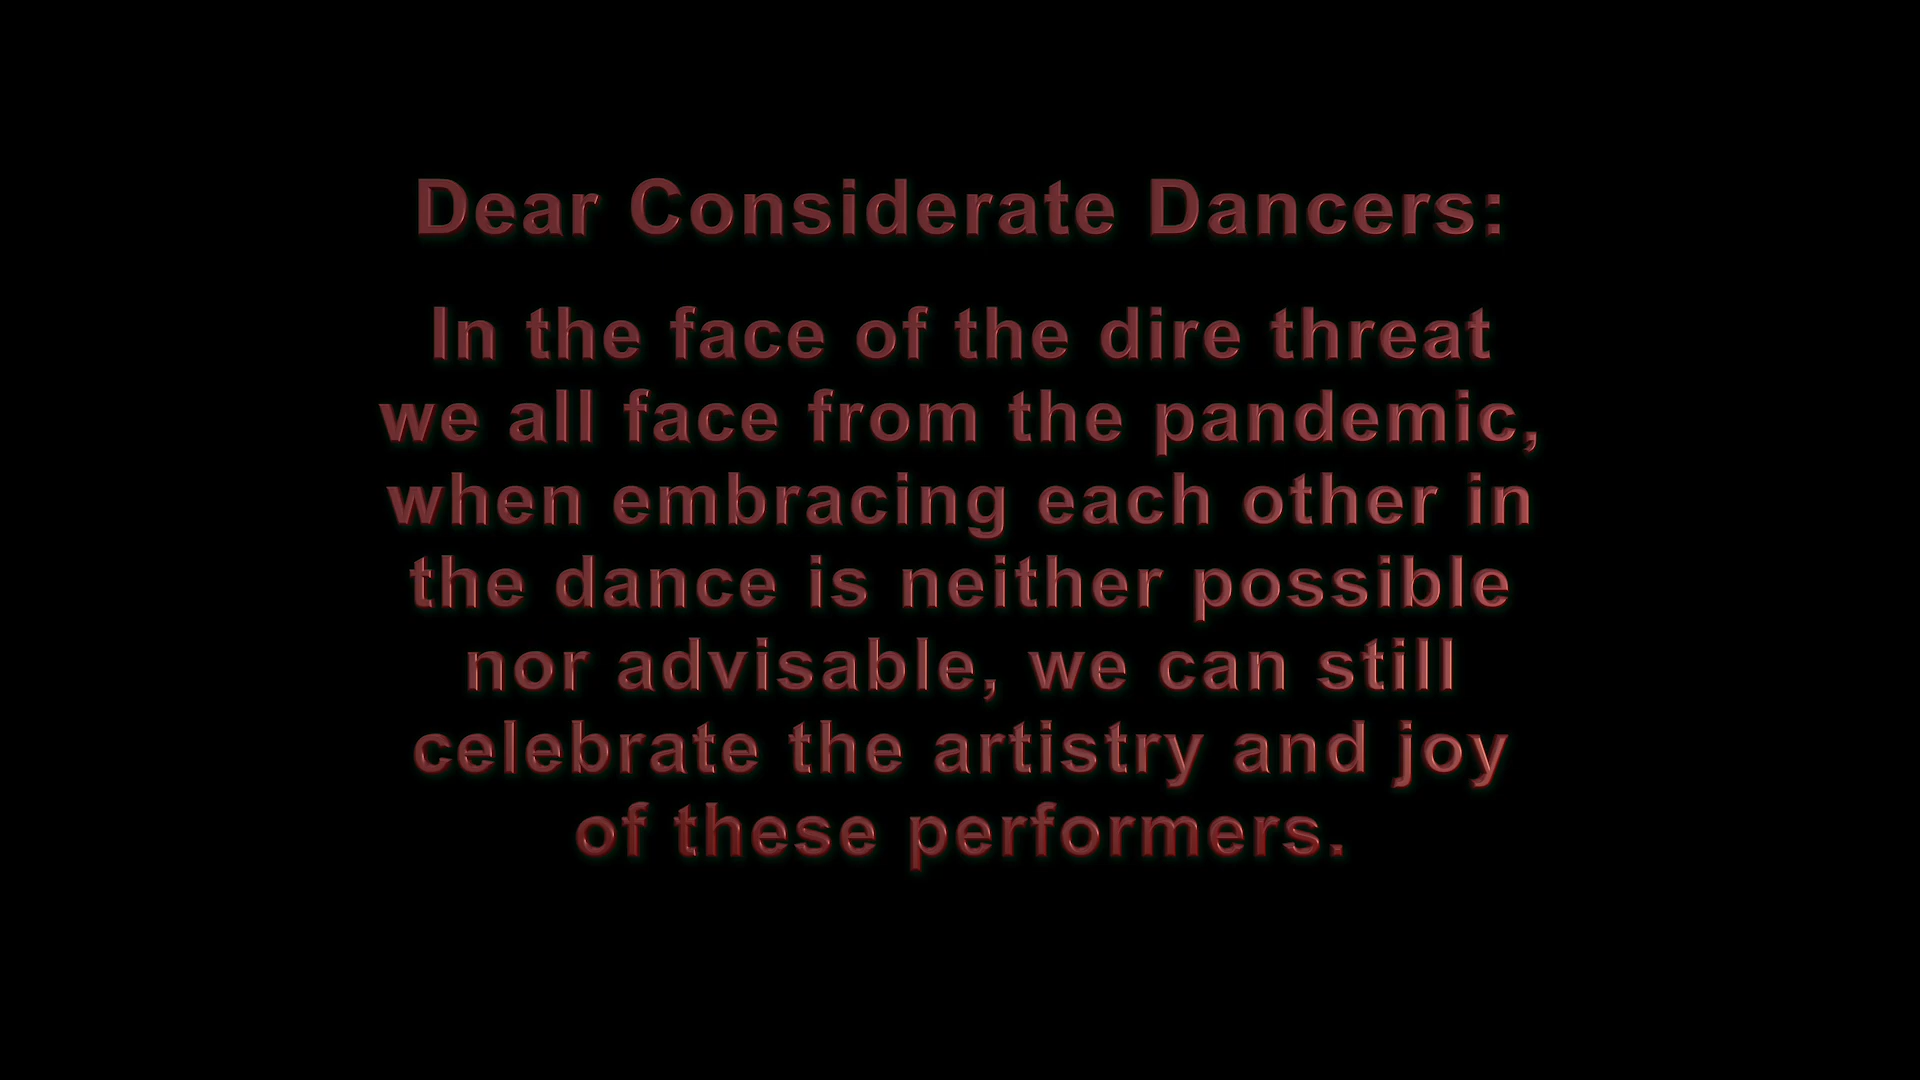 Dear Considerate Dancers:
In the face of the dire threat
we all face from the pandemic,
when embracing each other in
the dance is neither possible
nor advisable, we can still
celebrate the artistry and joy
of these performers.